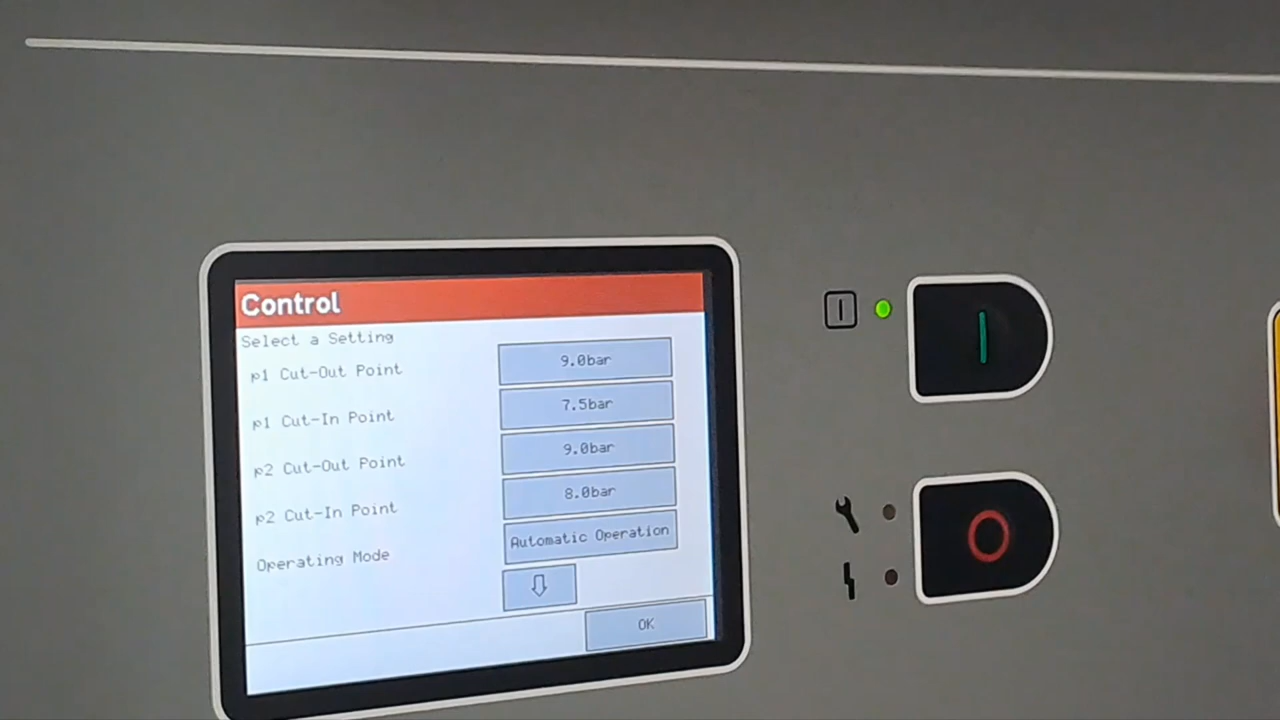 Control
Select a Setting
p1 Cut-Out Point 9.0bar
p1 Cut-In Point 7.5bar
p2 Cut-Out Point 9.0bar
p2 Cut-In Point 8.0bar
Operating Mode Automatic Operation
OK